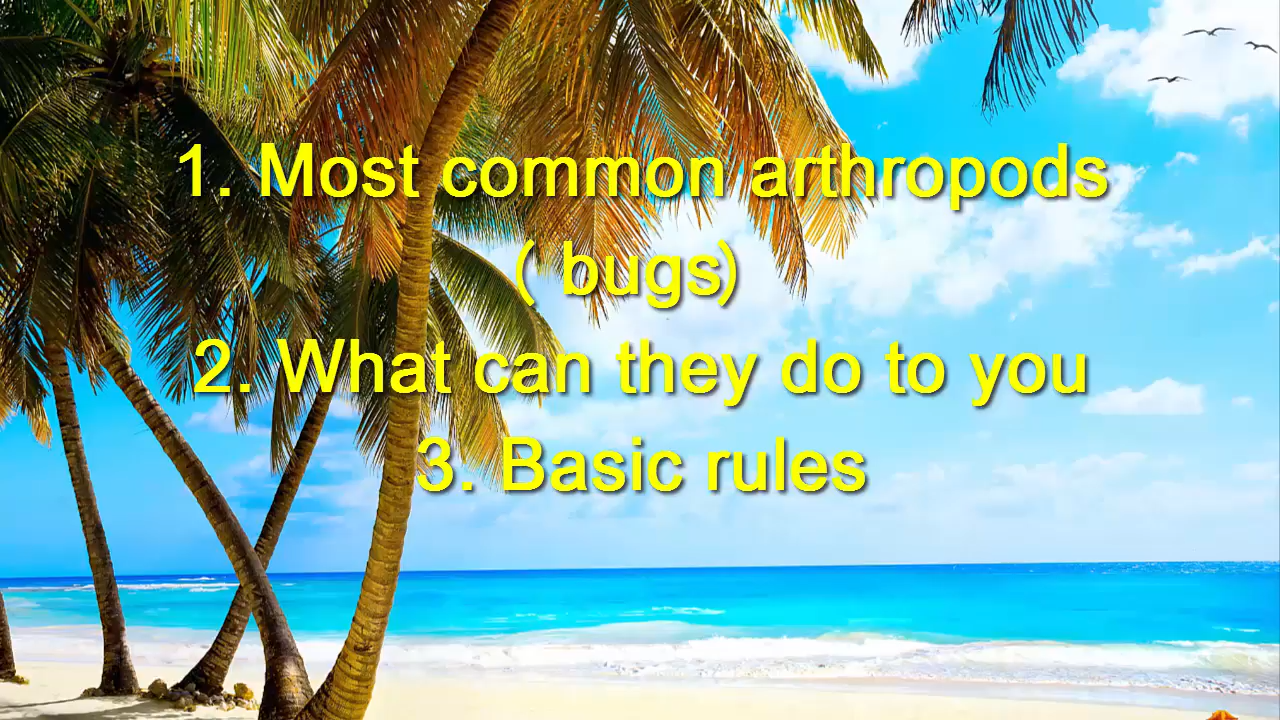 1. Most common arthropods
( bugs)
2. What can they do to you
3. Basic rules